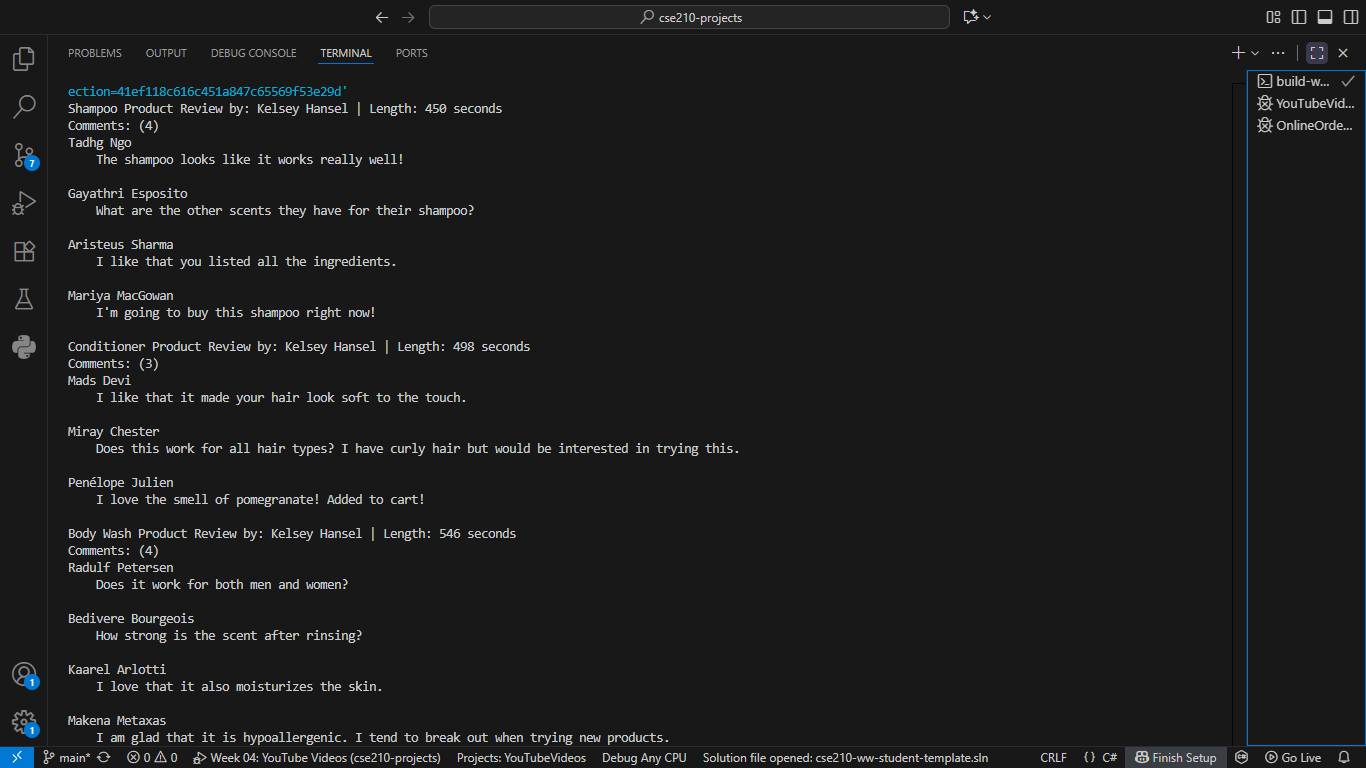 cse210-projects
PROBLEMS OUTPUT DEBUG CONSOLE TERMINAL PORTS
ection=41ef118c616c451a847c65569f53e29d'
Shampoo Product Review by: Kelsey Hansel | Length: 450 seconds
Comments: (4)
Tadhg Ngo
The shampoo looks like it works really well!
Gayathri Esposito
What are the other scents they have for their shampoo?
Aristeus Sharma
I like that you listed all the ingredients.
Mariya MacGowan
I'm going to buy this shampoo right now!
Conditioner Product Review by: Kelsey Hansel | Length: 498 seconds
Comments: (3)
Mads Devi
I like that it made your hair look soft to the touch.
Miray Chester
Does this work for all hair types? I have curly hair but would be interested in trying this.
Penélope Julien
I love the smell of pomegranate! Added to cart!
Body Wash Product Review by: Kelsey Hansel | Length: 546 seconds
Comments: (4)
Radulf Petersen
Does it work for both men and women?
Bedivere Bourgeois
How strong is the scent after rinsing?
Kaarel Arlotti
I love that it also moisturizes the skin.
Makena Metaxas
I am glad that it is hypoallergenic. I tend to break out when trying new products.
build-w...
YouTubeVid...
OnlineOrde...
7
1
1
main* 0 0 Week 04: YouTube Videos (cse210-projects) Projects: YouTubeVideos Debug Any CPU Solution file opened: cse210-ww-student-template.sln CRLF {} C# Finish Setup Go Live